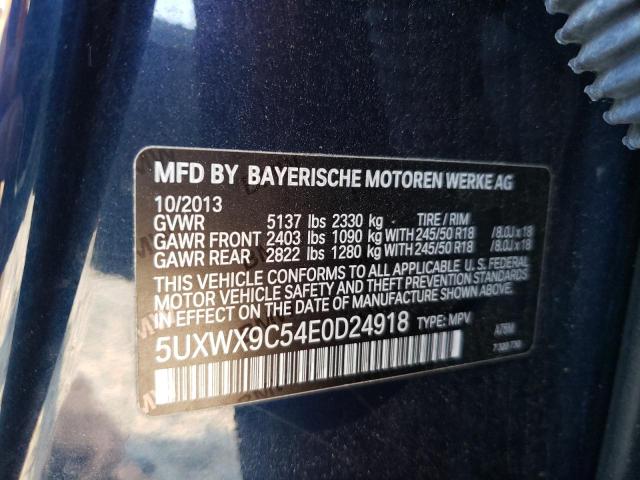 MFD BY BAYERISCHE MOTOREN WERKE AG
10/2013
GVWR 5137 lbs 2330 kg TIRE / RIM
GAWR FRONT 2403 lbs 1090 kg WITH 245/50 R18 /8.0J x 18
GAWR REAR 2822 lbs 1280 kg WITH 245/50 R18 /8.0J x 18
THIS VEHICLE CONFORMS TO ALL APPLICABLE U.S. FEDERAL
MOTOR VEHICLE SAFETY AND THEFT PREVENTION STANDARDS
IN EFFECT ON THE DATE OF MANUFACTURE SHOWN ABOVE.
5UXWX9C54E0D24918 TYPE: MPV